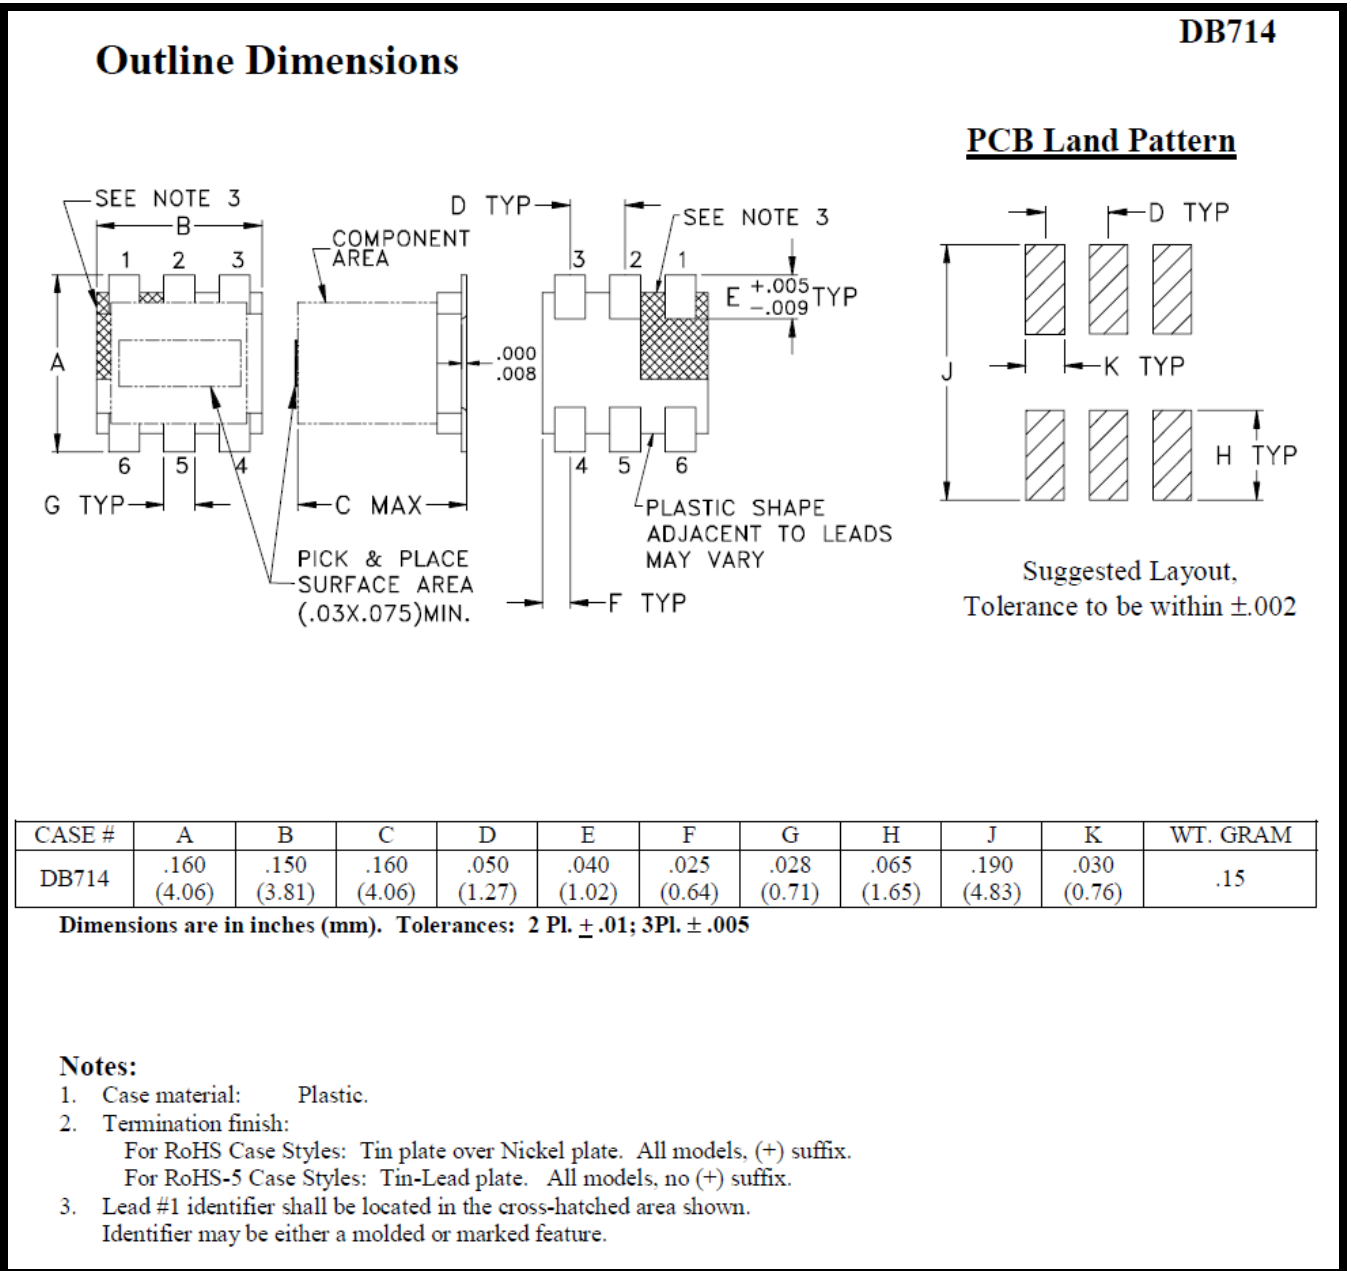 DB714
Outline Dimensions
PCB Land Pattern
SEE NOTE 3
B
1 2 3
A
6 5 4
G TYP
COMPONENT
AREA
.000
.008
C MAX
PICK & PLACE
SURFACE AREA
(.03X.075)MIN.
D TYP
SEE NOTE 3
3 2 1
E +.005 -.009 TYP
4 5 6
PLASTIC SHAPE
ADJACENT TO LEADS
MAY VARY
F TYP
D TYP
J
K TYP
H TYP
Suggested Layout,
Tolerance to be within ±.002
CASE # A B C D E F G H J K WT. GRAM
DB714 .160 .150 .160 .050 .040 .025 .028 .065 .190 .030 .15
(4.06) (3.81) (4.06) (1.27) (1.02) (0.64) (0.71) (1.65) (4.83) (0.76)
Dimensions are in inches (mm). Tolerances: 2 Pl. ± .01; 3Pl. ± .005
Notes:
1. Case material: Plastic.
2. Termination finish:
For RoHS Case Styles: Tin plate over Nickel plate. All models, (+) suffix.
For RoHS-5 Case Styles: Tin-Lead plate. All models, no (+) suffix.
3. Lead #1 identifier shall be located in the cross-hatched area shown.
Identifier may be either a molded or marked feature.